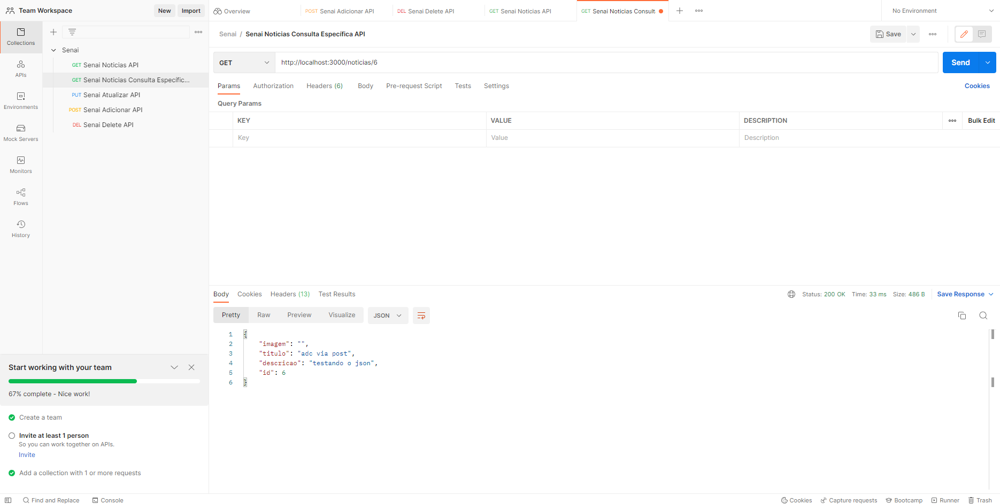 Team Workspace
New
Import
Overview
POST Senai Adicionar API
DEL Senai Delete API
GET Senai Noticias API
GET Senai Noticias Consult
No Environment
Collections
APIs
Environments
Mock Servers
Monitors
Flows
History
Senai
GET Senai Noticias API
GET Senai Noticias Consulta Específic...
PUT Senai Atualizar API
POST Senai Adicionar API
DEL Senai Delete API
Senai / Senai Noticias Consulta Específica API
Save
GET
http://localhost:3000/noticias/6
Send
Params
Authorization
Headers (6)
Body
Pre-request Script
Tests
Settings
Cookies
Query Params
KEY
VALUE
DESCRIPTION
Bulk Edit
Key
Value
Description
Body
Cookies
Headers (13)
Test Results
Status: 200 OK
Time: 33 ms
Size: 486 B
Save Response
Pretty
Raw
Preview
Visualize
JSON
1 {
2 "imagem": "",
3 "titulo": "adc via post",
4 "descricao": "testando o json",
5 "id": 6
6 }
Start working with your team
67% complete - Nice work!
Create a team
Invite at least 1 person
So you can work together on APIs.
Invite
Add a collection with 1 or more requests
Find and Replace
Console
Cookies
Capture requests
Bootcamp
Runner
Trash